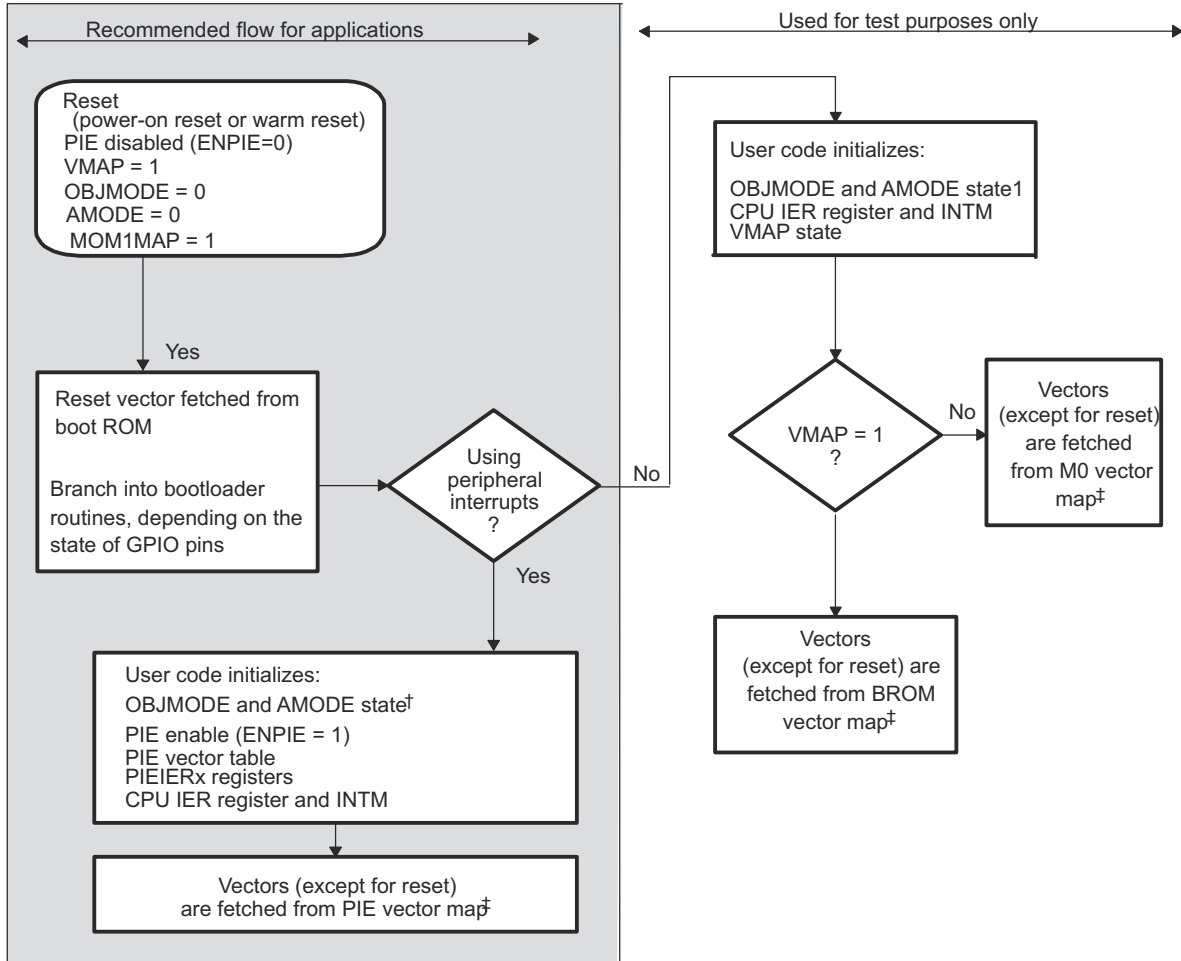 Recommended flow for applications
Reset
(power-on reset or warm reset)
PIE disabled (ENPIE=0)
VMAP = 1
OBJMODE = 0
AMODE = 0
MOM1MAP = 1
Yes
Reset vector fetched from
boot ROM
Branch into bootloader
routines, depending on the
state of GPIO pins
Using
peripheral
interrupts
?
No
Yes
User code initializes:
OBJMODE and AMODE state†
PIE enable (ENPIE = 1)
PIE vector table
PIEIERx registers
CPU IER register and INTM
Vectors (except for reset)
are fetched from PIE vector map‡
Used for test purposes only
User code initializes:
OBJMODE and AMODE state1
CPU IER register and INTM
VMAP state
VMAP = 1
?
No
Vectors
(except for reset)
are fetched
from M0 vector
map‡
Vectors
(except for reset) are
fetched from BROM
vector map‡